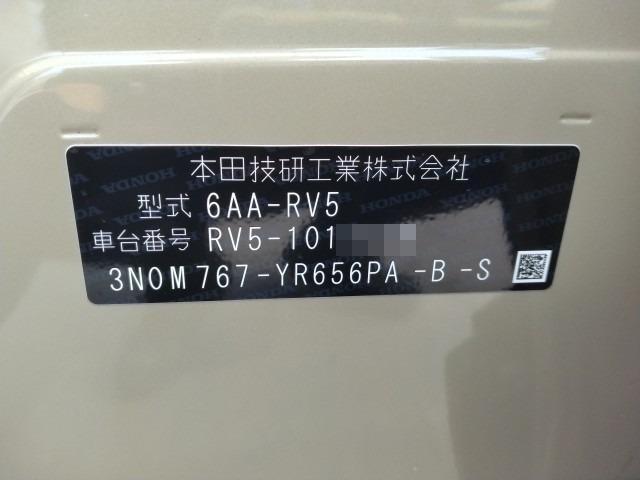 本田技研工業株式会社
型式 6AA-RV5
車台番号 RV5-101
3N0M767-YR656PA-B-S